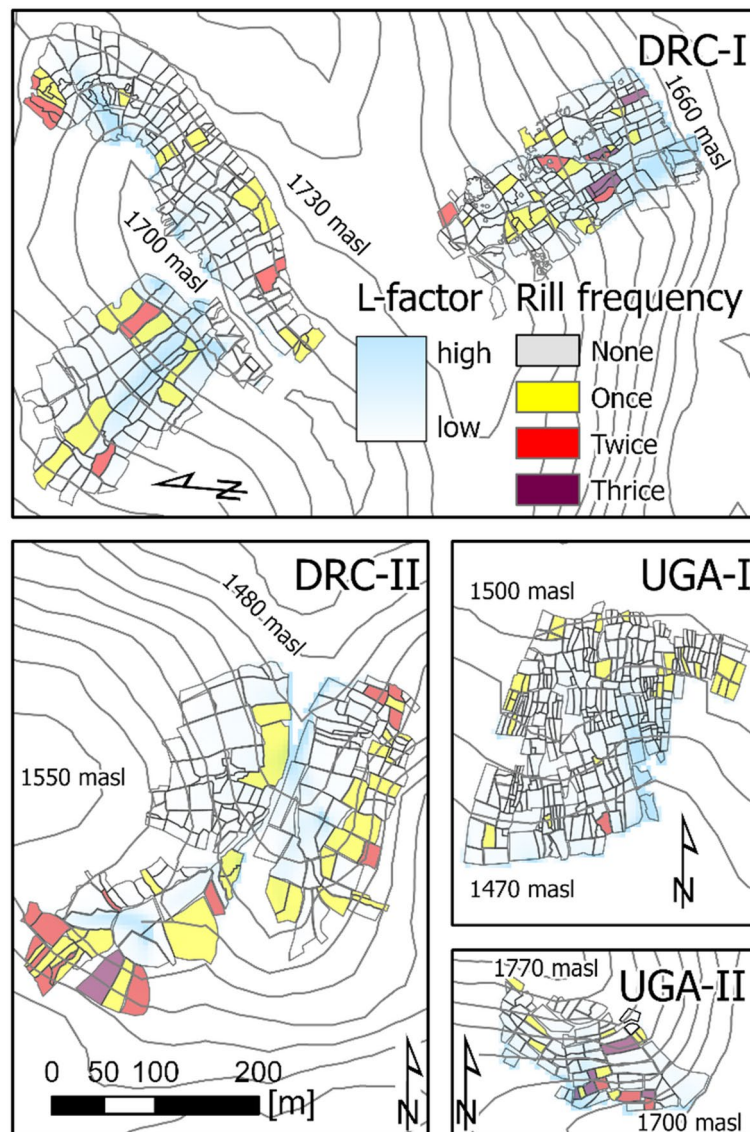 DRC-I
1660 masl
1730 masl
1700 masl
L-factor
high
low
Rill frequency
None
Once
Twice
Thrice
N
DRC-II
1480 masl
1550 masl
0 50 100 200
[m]
N
UGA-I
1500 masl
1470 masl
N
1770 masl
UGA-II
1700 masl
N